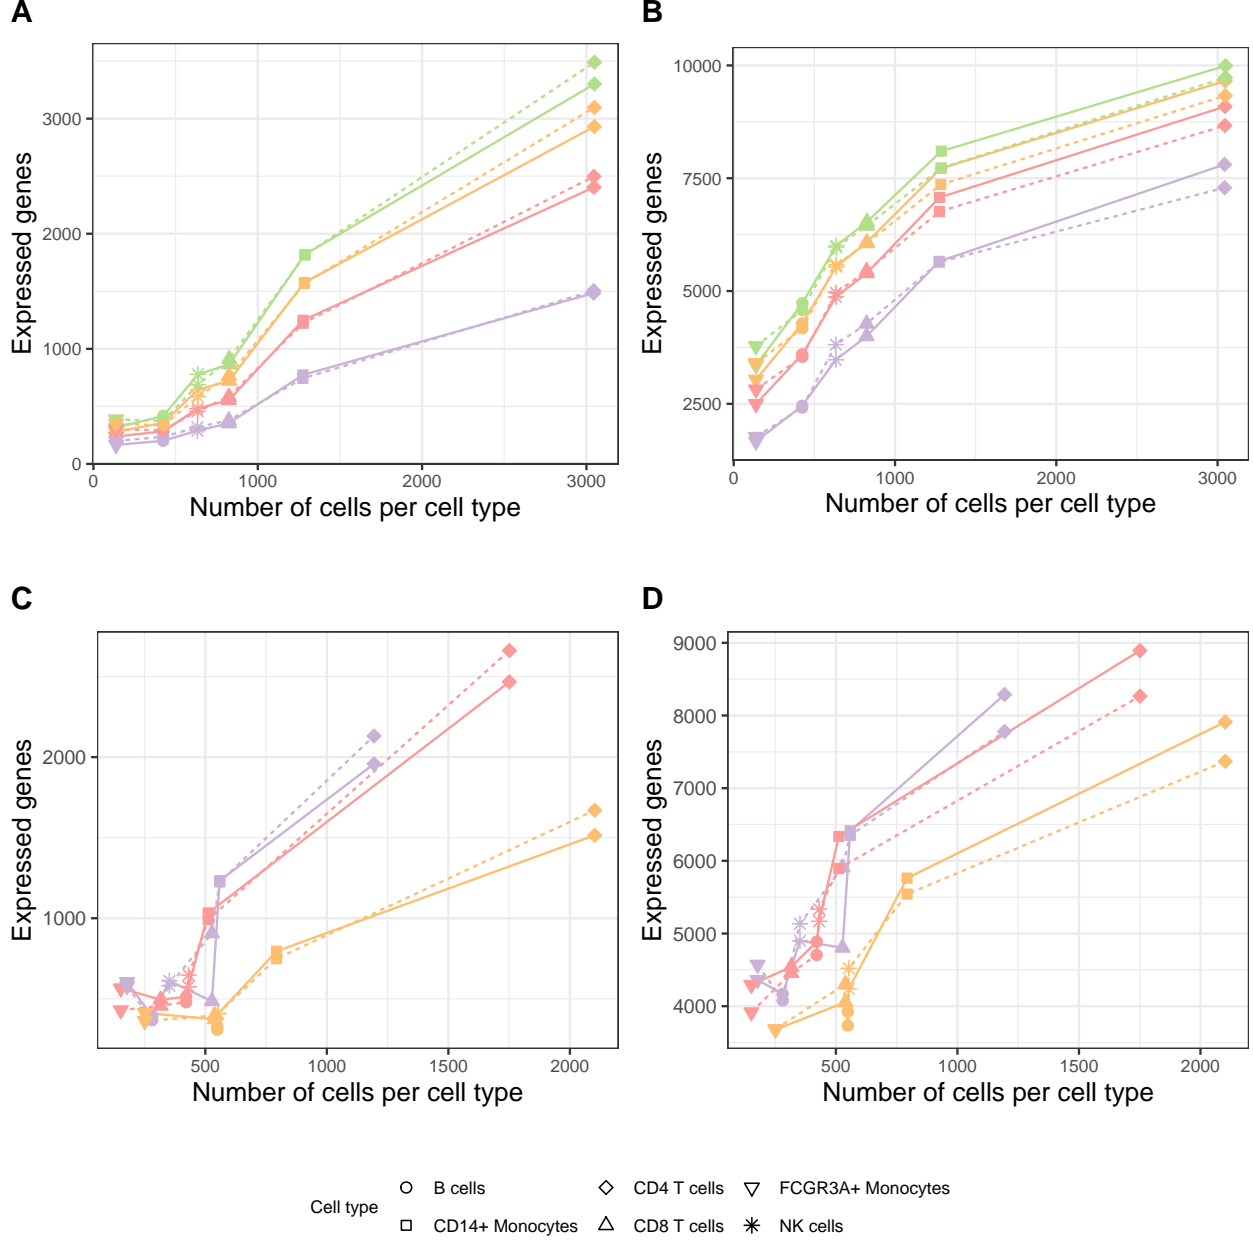 A
B
Expressed genes
3000
2000
1000
0
0 1000 2000 3000
Number of cells per cell type
Expressed genes
10000
7500
5000
2500
0 1000 2000 3000
Number of cells per cell type
C
D
Expressed genes
2000
1000
500 1000 1500 2000
Number of cells per cell type
Expressed genes
9000
8000
7000
6000
5000
4000
500 1000 1500 2000
Number of cells per cell type
Cell type
B cells
CD4 T cells
FCGR3A+ Monocytes
CD14+ Monocytes
CD8 T cells
NK cells